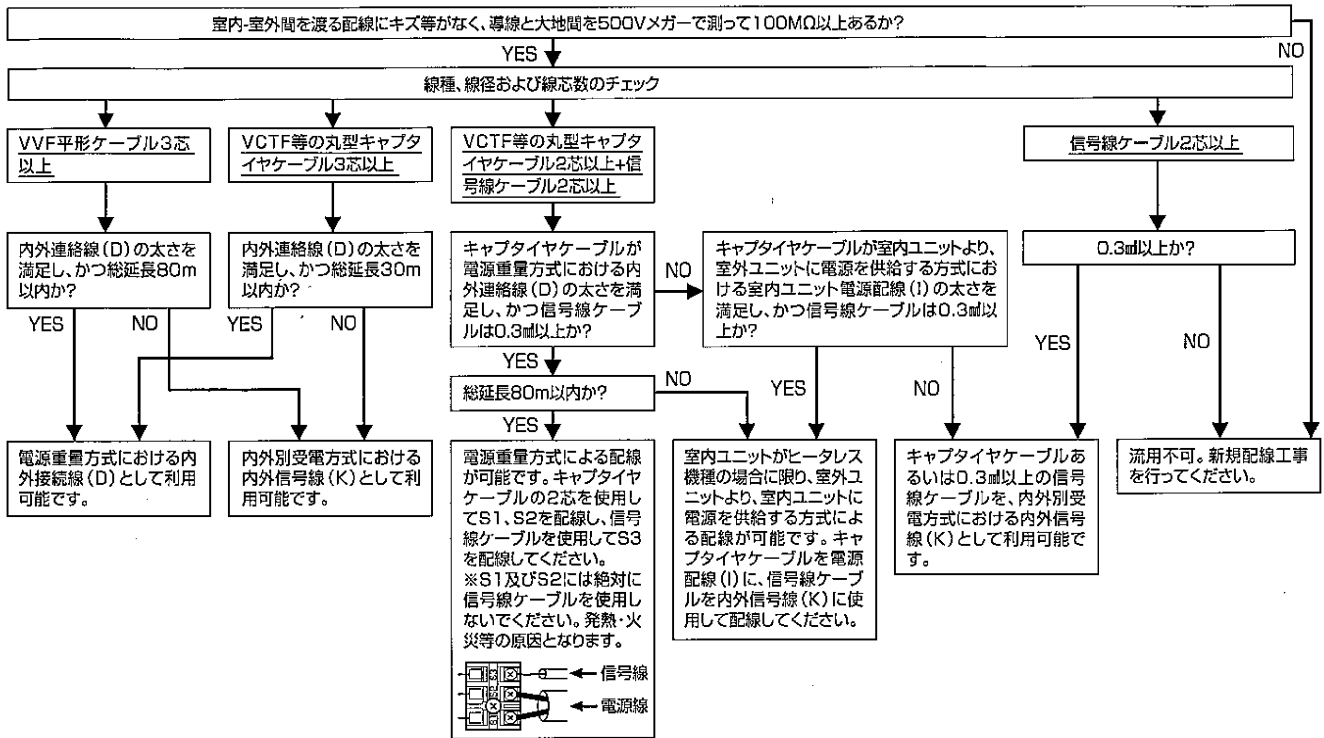 室内-室外間を渡る配線にキズ等がなく、導線と大地間を500Vメガーで測って100MΩ以上あるか?
YES
NO
線種、線径および線芯数のチェック
VVF平形ケーブル3芯
以上
VCTF等の丸型キャプタ
イヤケーブル3芯以上
VCTF等の丸型キャプタ
イヤケーブル2芯以上+信
号線ケーブル2芯以上
信号線ケーブル2芯以上
内外連絡線(D)の太さを
満足し、かつ総延長80m
以内か?
内外連絡線(D)の太さを
満足し、かつ総延長30m
以内か?
キャプタイヤケーブルが
電源重量方式における内
外連絡線(D)の太さを満
足し、かつ信号線ケーブ
ルは0.3㎟以上か?
NO
キャプタイヤケーブルが室内ユニットより、
室外ユニットに電源を供給する方式にお
ける室内ユニット電源配線(I)の太さを
満足し、かつ信号線ケーブルは0.3㎟以
上か?
0.3㎟以上か?
YES
NO
YES
NO
YES
NO
YES
NO
YES
NO
総延長80m以内か?
YES
電源重量方式における内
外接続線(D)として利用
可能です。
内外別受電方式における
内外信号線(K)として利
用可能です。
電源重量方式による配線
が可能です。キャプタイヤ
ケーブルの2芯を使用し
てS1、S2を配線し、信号
線ケーブルを使用してS3
を配線してください。
※S1及びS2には絶対に
信号線ケーブルを使用し
ないでください。発熱・火
災等の原因となります。
S3
S2
S1
信号線
電源線
室内ユニットがヒータレス
機種の場合に限り、室外ユ
ニットより、室内ユニットに
電源を供給する方式によ
る配線が可能です。キャ
プタイヤケーブルを電源
配線(I)に、信号線ケーブ
ルを内外信号線(K)に使
用して配線してください。
キャプタイヤケーブルあ
るいは0.3㎟以上の信号
線ケーブルを、内外別受
電方式における内外信号
線(K)として利用可能で
す。
流用不可。新規配線工事
を行ってください。